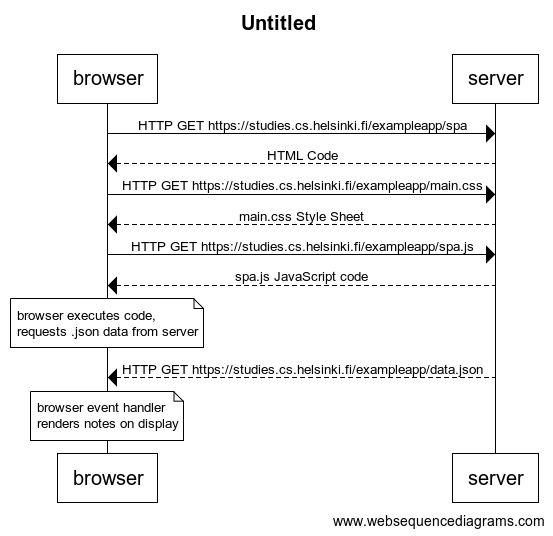 Untitled
browser
server
HTTP GET https://studies.cs.helsinki.fi/exampleapp/spa
HTML Code
HTTP GET https://studies.cs.helsinki.fi/exampleapp/main.css
main.css Style Sheet
HTTP GET https://studies.cs.helsinki.fi/exampleapp/spa.js
spa.js JavaScript code
browser executes code,
requests .json data from server
HTTP GET https://studies.cs.helsinki.fi/exampleapp/data.json
browser event handler
renders notes on display
browser
server
www.websequencediagrams.com